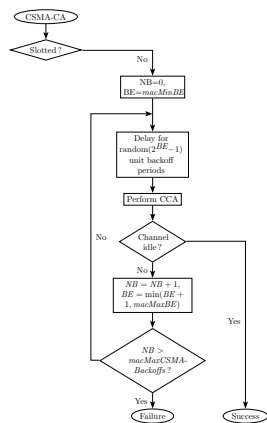 CSMA-CA
Slotted?
No
NB=0,
BE=macMinBE
Delay for
random(2^BE−1)
unit backoff
periods
Perform CCA
No
Channel
idle?
No
Yes
NB = NB + 1,
BE = min(BE +
1, macMaxBE)
NB >
macMaxCSMA-
Backoffs?
Yes
Failure
Success